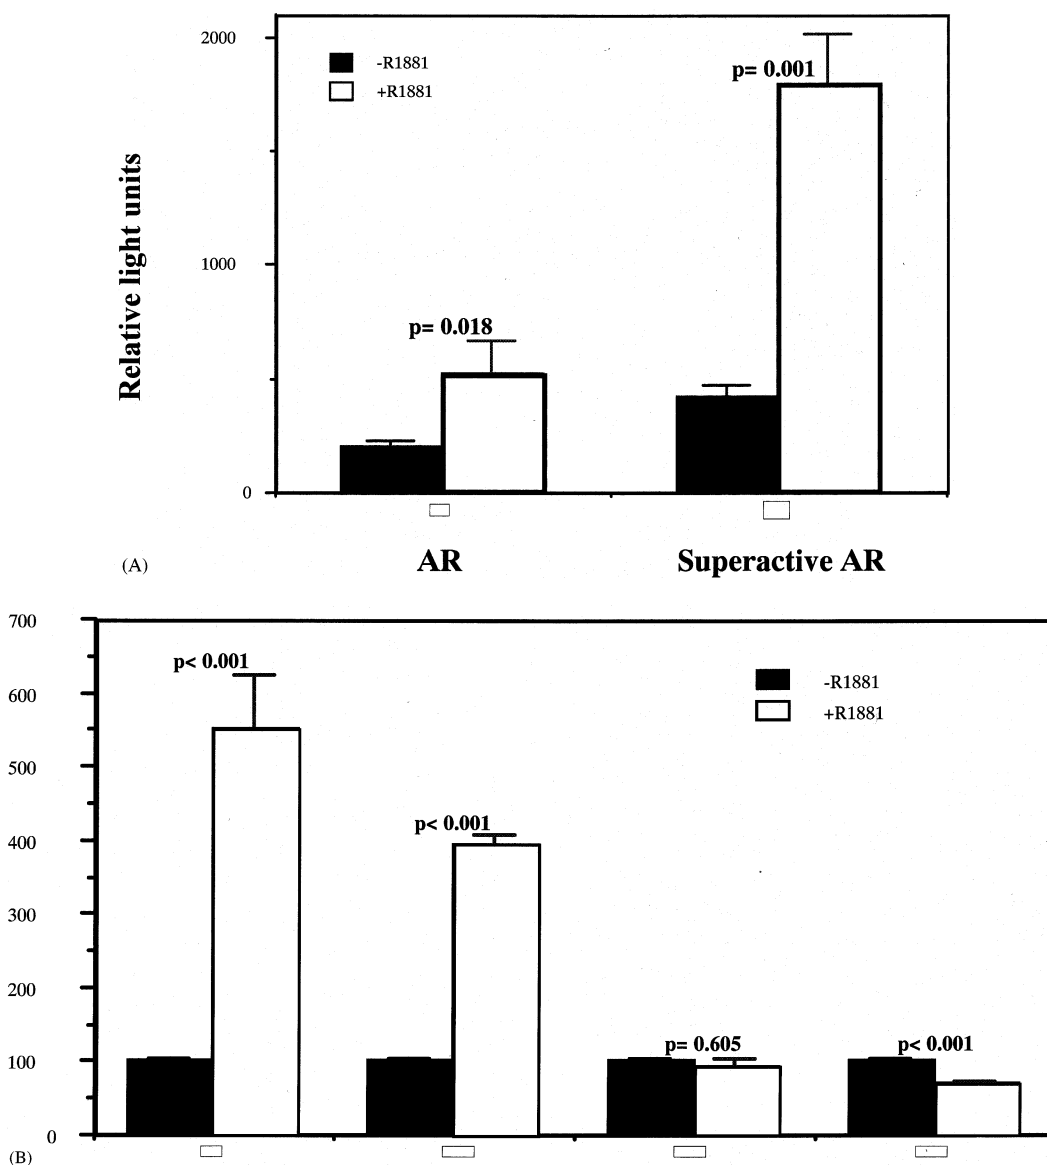 2000
-R1881
+R1881
p= 0.001
Relative light units
1000
p= 0.018
0
(A)
AR
Superactive AR
700
p< 0.001
-R1881
+R1881
600
500
p< 0.001
400
300
200
p= 0.605
p< 0.001
100
0
(B)